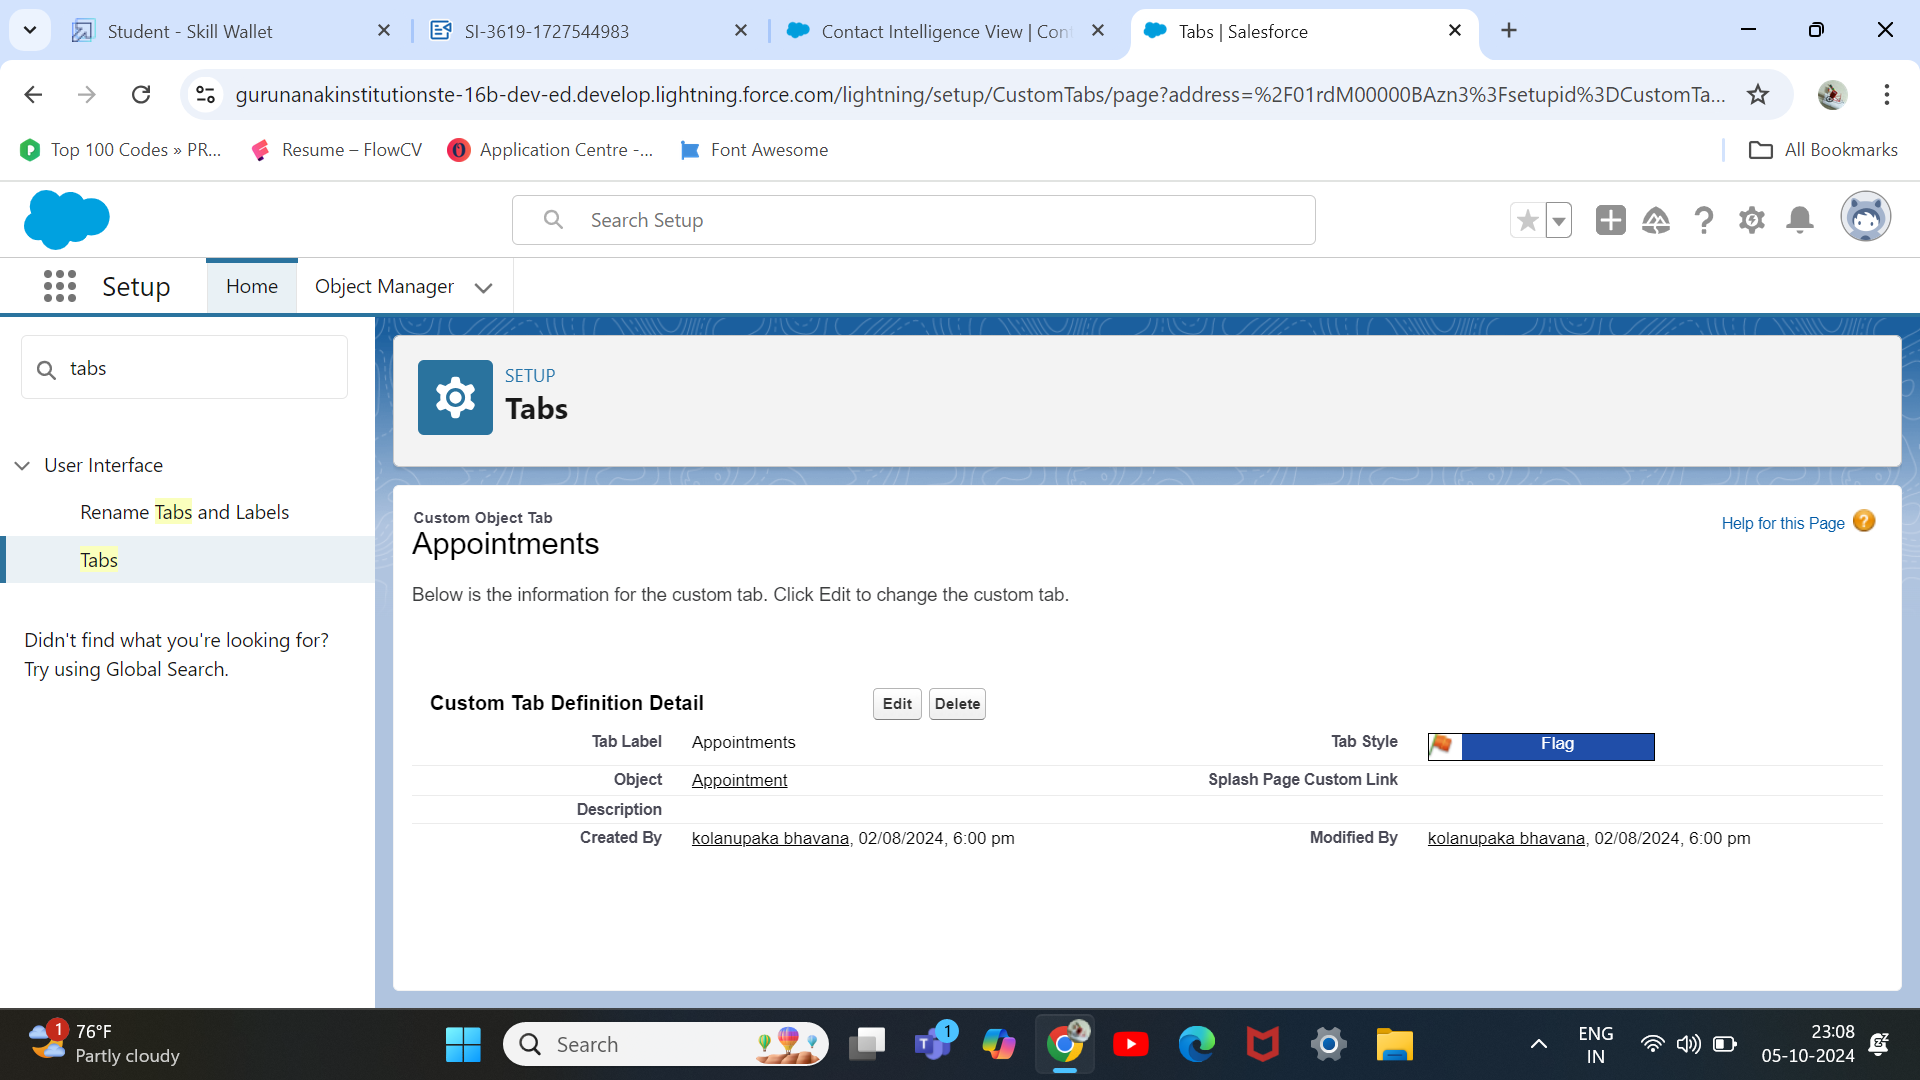 Student - Skill Wallet
SI-3619-1727544983
Contact Intelligence View | Con
Tabs | Salesforce
gurunanakinstitutionste-16b-dev-ed.develop.lightning.force.com/lightning/setup/CustomTabs/page?address=%2F01rdM00000BAzn3%3Fsetupid%3DCustomTa...
Top 100 Codes » PR...
Resume – FlowCV
Application Centre -...
Font Awesome
All Bookmarks
Search Setup
Setup
Home
Object Manager
tabs
User Interface
Rename Tabs and Labels
Tabs
Didn't find what you're looking for?
Try using Global Search.
SETUP
Tabs
Custom Object Tab
Appointments
Help for this Page
Below is the information for the custom tab. Click Edit to change the custom tab.
Custom Tab Definition Detail
Edit
Delete
Tab Label Appointments
Tab Style Flag
Object Appointment
Splash Page Custom Link
Description
Created By kolanupaka bhavana, 02/08/2024, 6:00 pm
Modified By kolanupaka bhavana, 02/08/2024, 6:00 pm
1
76°F
Partly cloudy
Search
1
ENG
IN
23:08
05-10-2024